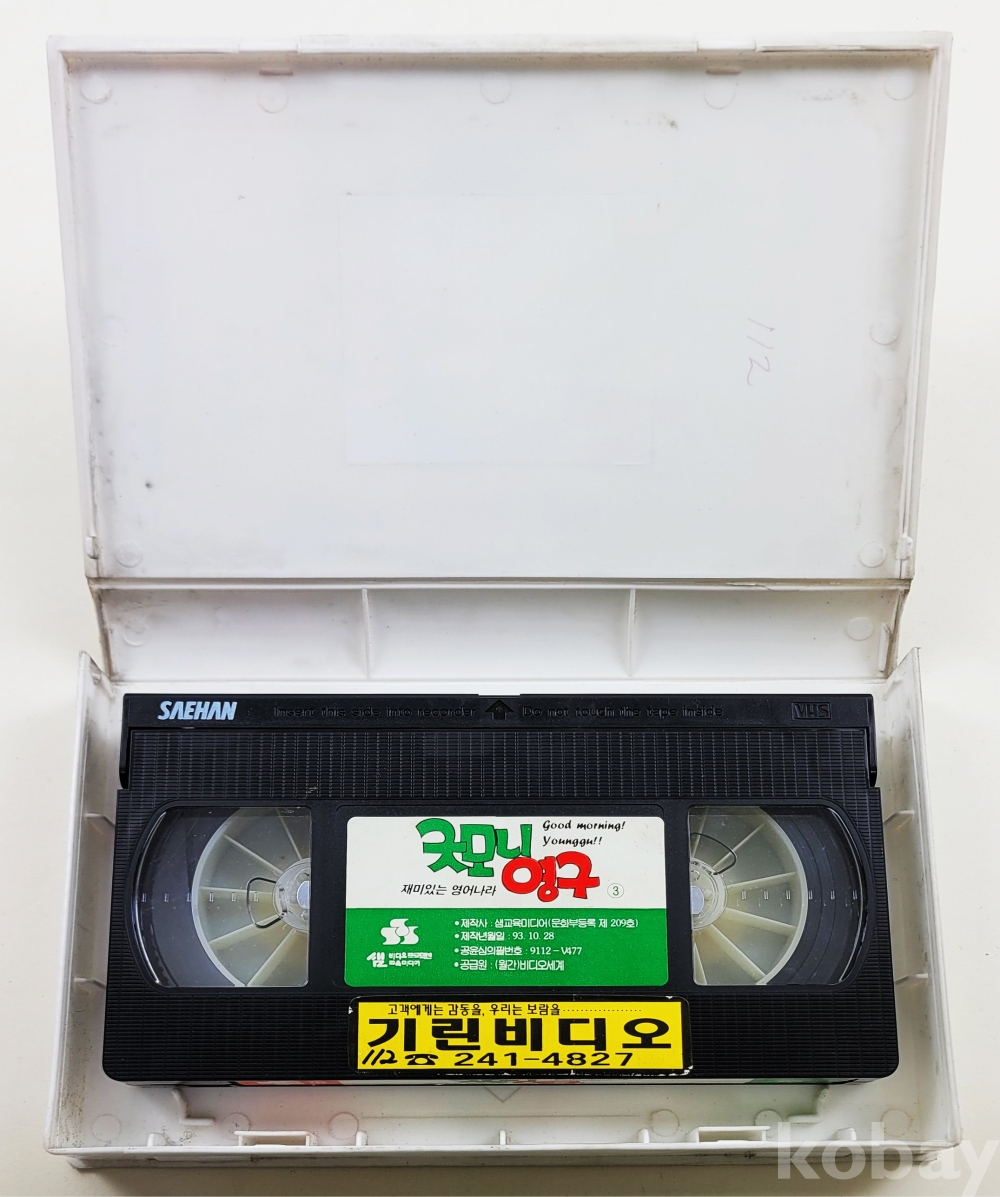 112
SAEHAN
Insert this side into recorder
Do not touch the tape inside
VHS
굿모닝
Good morning!
Younggu!!
영구
재미있는 영어나라
3
• 제작사 : 샘교육미디어(문화부등록 제 209호)
• 제작년월일 : 93. 10. 28
• 공윤심의필번호 : 9112-V477
• 공급원 : (월간)비디오세계
샘
고객에게는 감동을, 우리는 보람을..................
기린비디오
112 ☎ 241-4827
kobay